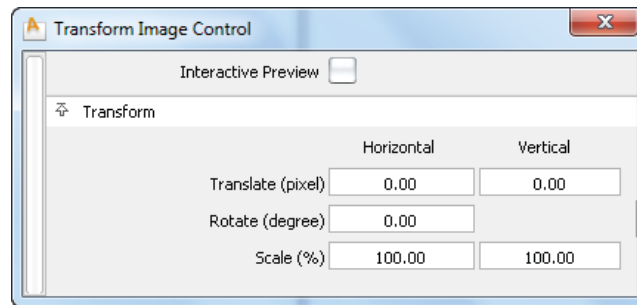 Transform Image Control
Interactive Preview
Transform
Horizontal Vertical
Translate (pixel) 0.00 0.00
Rotate (degree) 0.00
Scale (%) 100.00 100.00